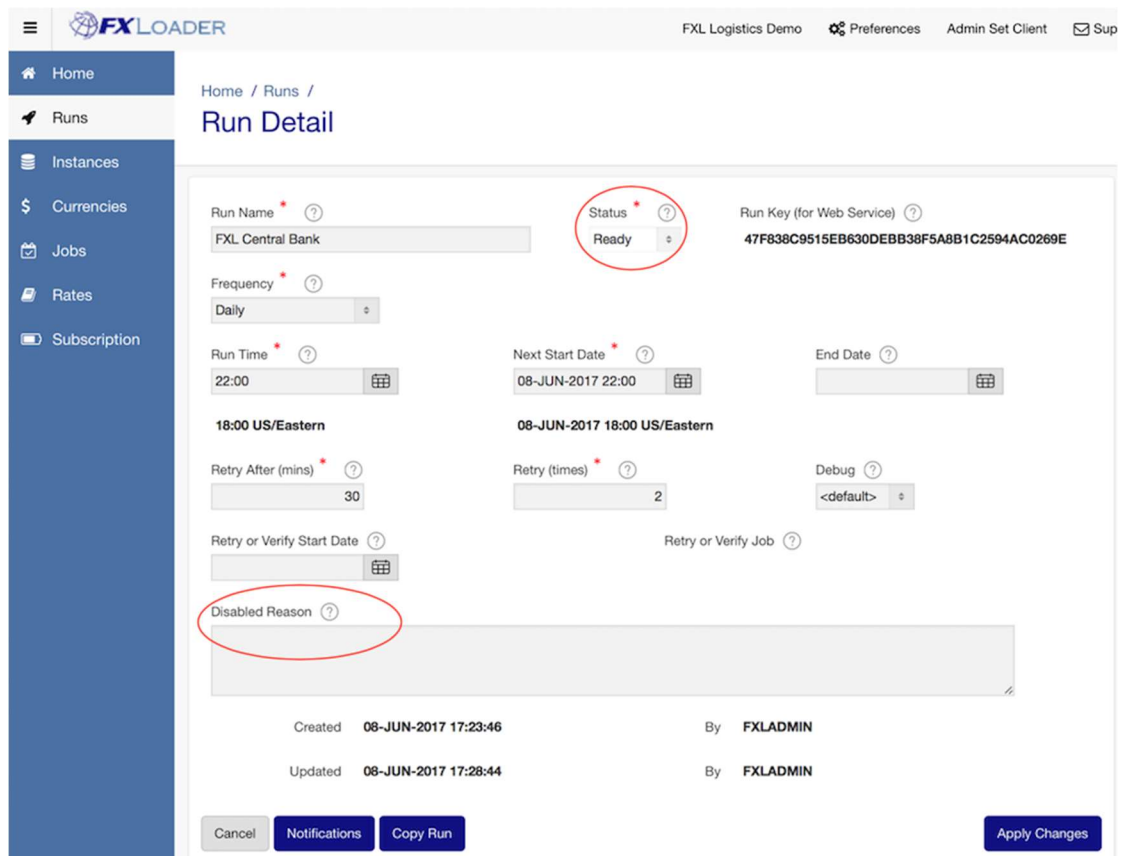 FXLOADER
FXL Logistics Demo Preferences Admin Set Client Sup
Home
Runs
Instances
$ Currencies
Jobs
Rates
Subscription
Home / Runs /
Run Detail
Run Name * ? Status * ? Run Key (for Web Service) ?
FXL Central Bank Ready 47F838C9515EB630DEBB38F5A8B1C2594AC0269E
Frequency * ?
Daily
Run Time * ? Next Start Date * ? End Date ?
22:00 08-JUN-2017 22:00
18:00 US/Eastern 08-JUN-2017 18:00 US/Eastern
Retry After (mins) * ? Retry (times) * ? Debug ?
30 2 <default>
Retry or Verify Start Date ? Retry or Verify Job ?
Disabled Reason ?
Created 08-JUN-2017 17:23:46 By FXLADMIN
Updated 08-JUN-2017 17:28:44 By FXLADMIN
Cancel Notifications Copy Run Apply Changes